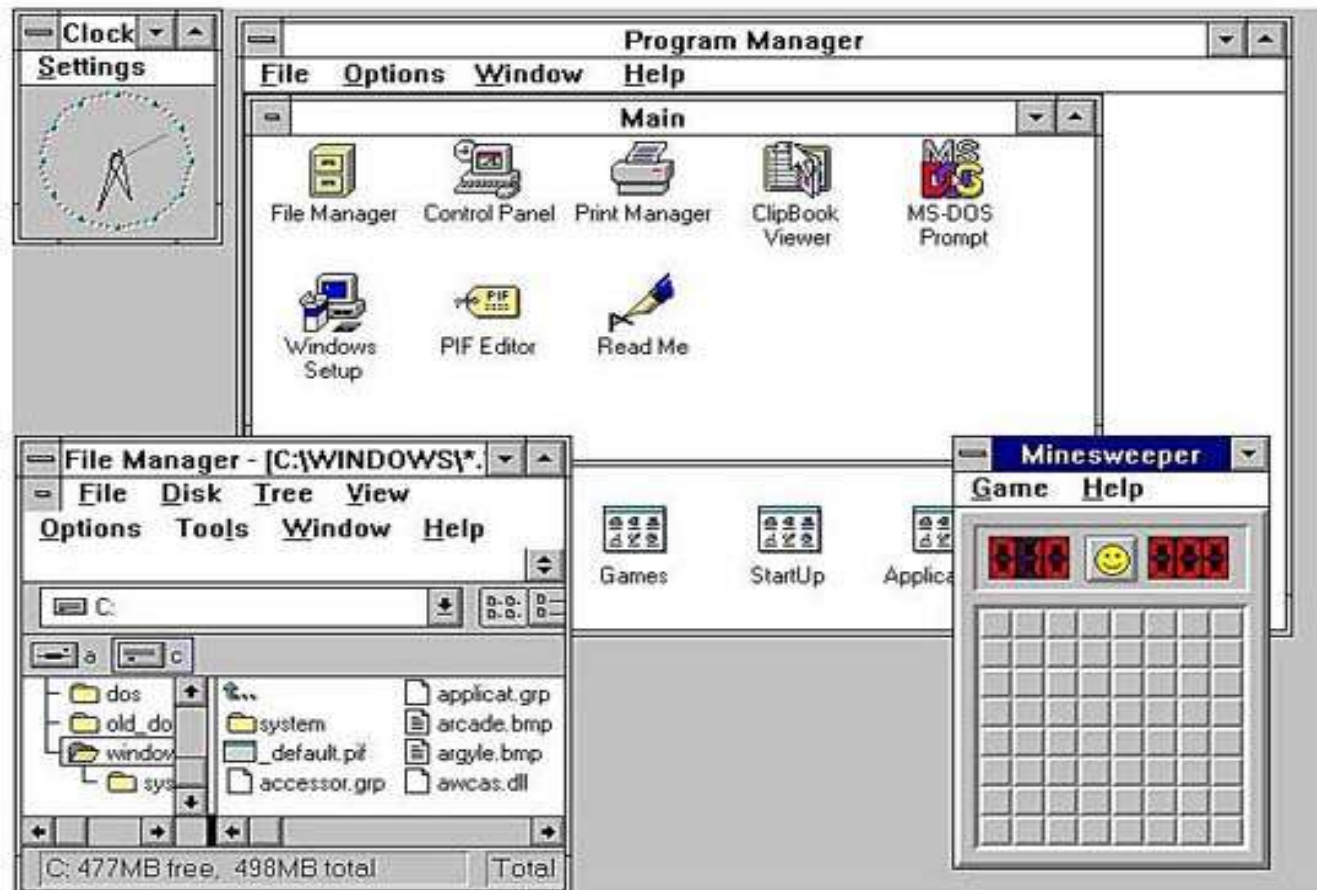 Clock
Settings
Program Manager
File Options Window Help
Main
File Manager
Control Panel
Print Manager
ClipBook
Viewer
MS-DOS
Prompt
Windows
Setup
PIF Editor
Read Me
Games
StartUp
Applica
File Manager - [C:\WINDOWS\*.
File Disk Tree View
Options Tools Window Help
C:
a c
dos
old_do
window
sys
..
system
_default.pif
accessor.grp
applicat.grp
arcade.bmp
argyle.bmp
awcas.dll
C: 477MB free, 498MB total
Total
Minesweeper
Game Help